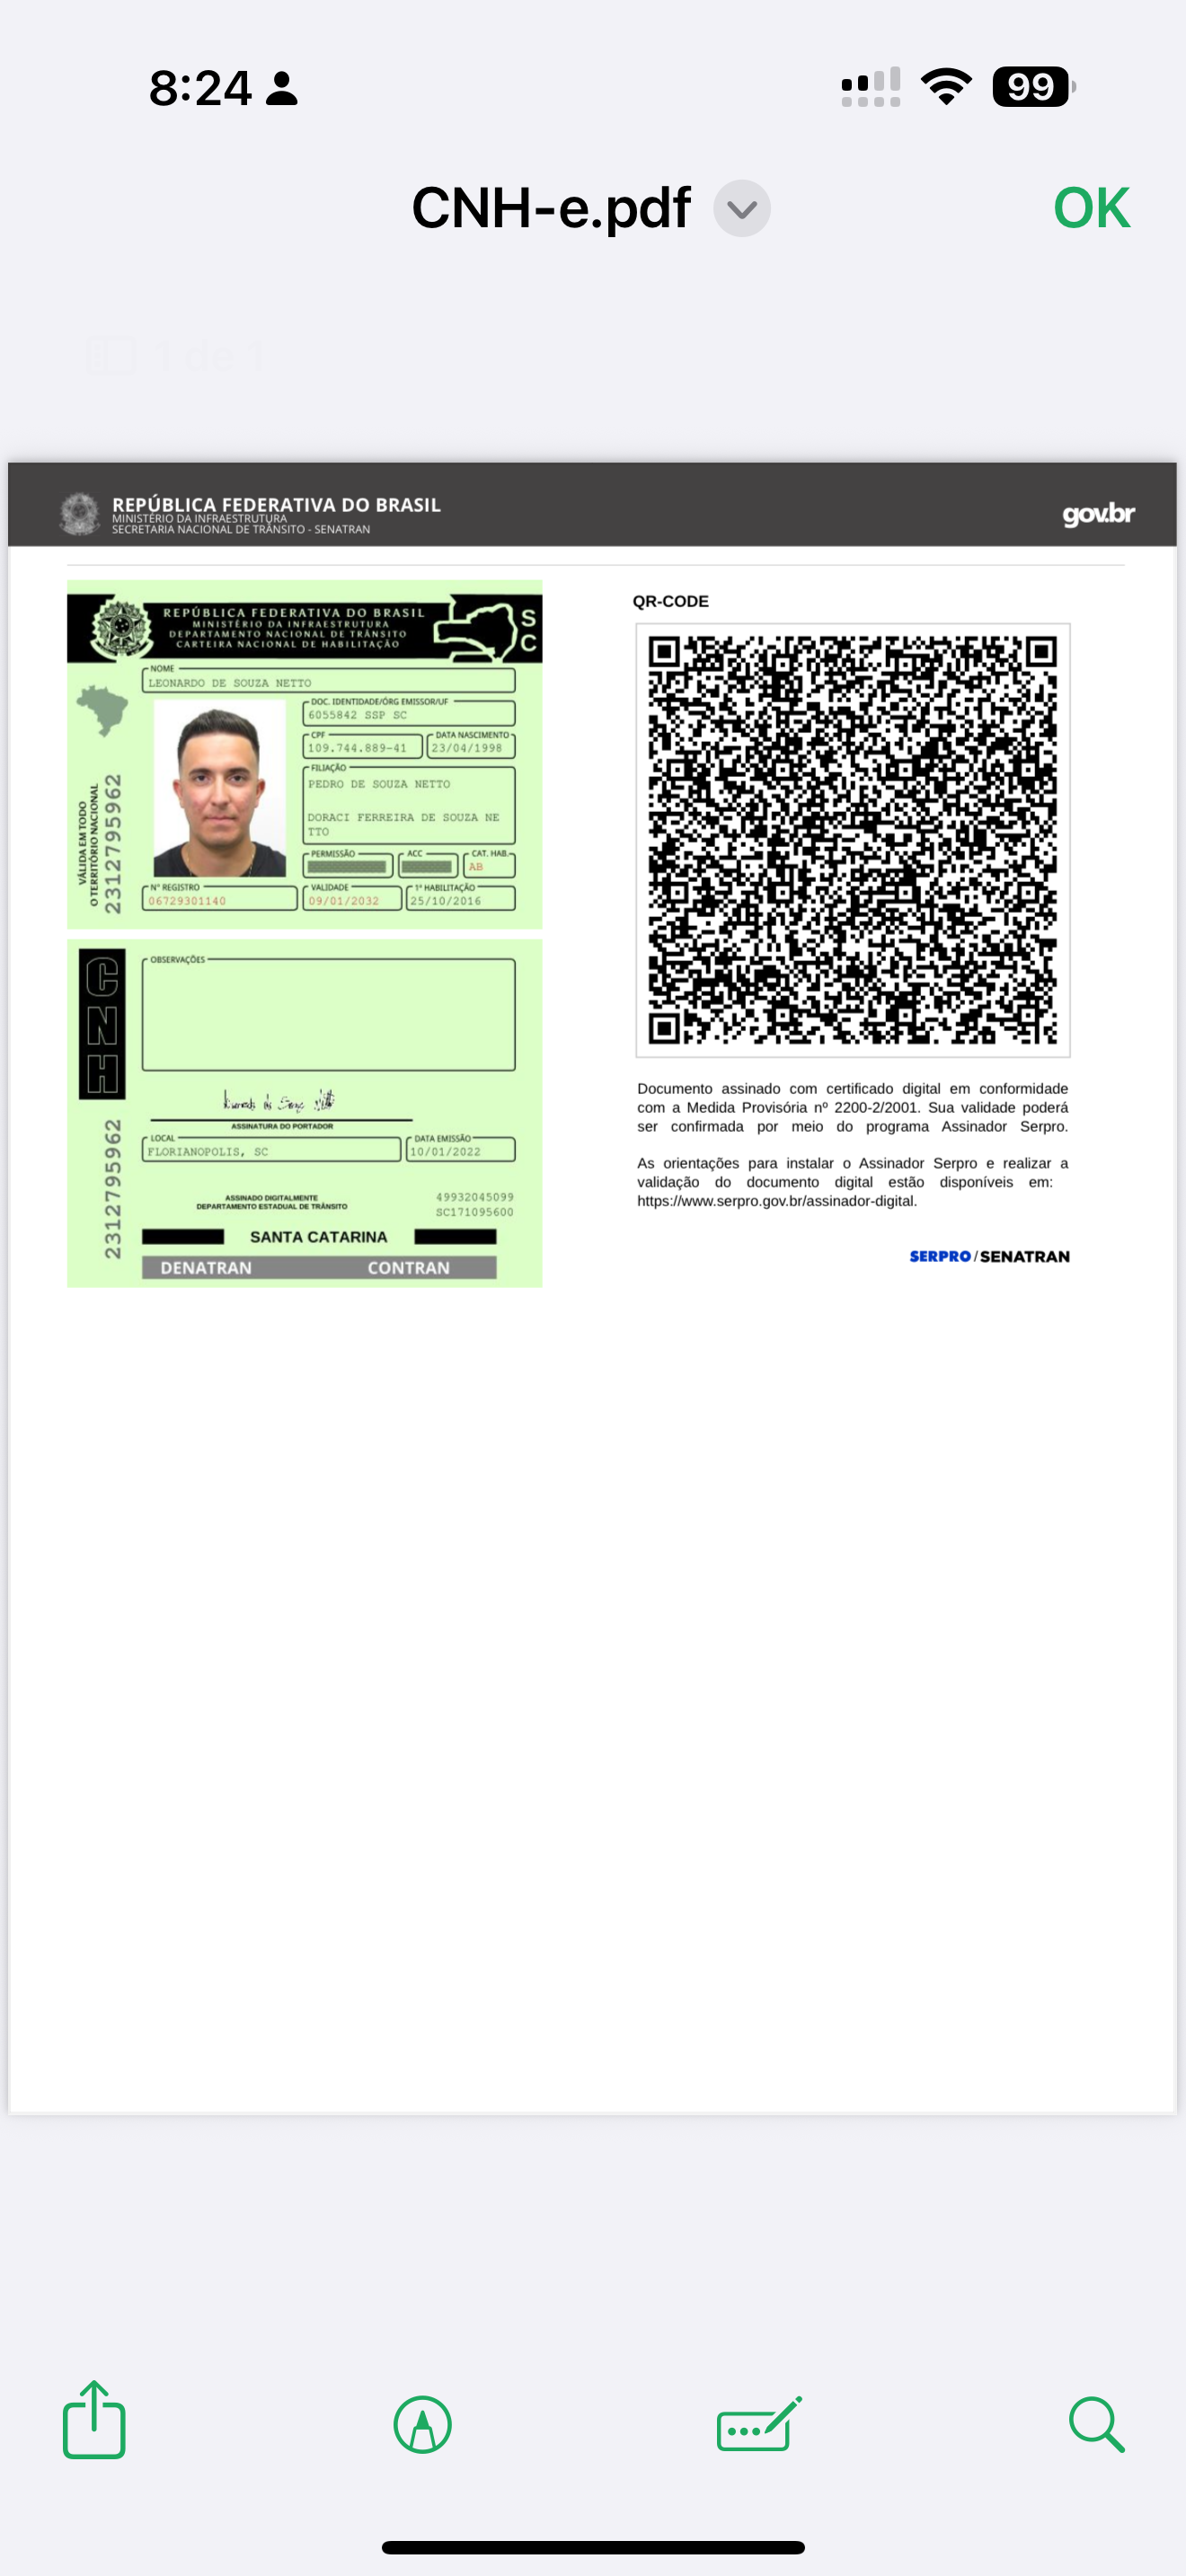 8:24
99
CNH-e.pdf
OK
1 de 1
REPÚBLICA FEDERATIVA DO BRASIL
MINISTÉRIO DA INFRAESTRUTURA
SECRETARIA NACIONAL DE TRÂNSITO - SENATRAN
gov.br
REPÚBLICA FEDERATIVA DO BRASIL
MINISTÉRIO DA INFRAESTRUTURA
DEPARTAMENTO NACIONAL DE TRÂNSITO
CARTEIRA NACIONAL DE HABILITAÇÃO
SC
NOME
LEONARDO DE SOUZA NETTO
DOC. IDENTIDADE/ÓRG EMISSOR/UF
6055842 SSP SC
CPF
109.744.889-41
DATA NASCIMENTO
23/04/1998
FILIAÇÃO
PEDRO DE SOUZA NETTO
DORACI FERREIRA DE SOUZA NE
TTO
PERMISSÃO
ACC
CAT. HAB.
AB
Nº REGISTRO
06729301140
VALIDADE
09/01/2032
1ª HABILITAÇÃO
25/10/2016
VÁLIDA EM TODO
O TERRITÓRIO NACIONAL
2312795962
CNH
OBSERVAÇÕES
ASSINATURA DO PORTADOR
LOCAL
FLORIANOPOLIS, SC
DATA EMISSÃO
10/01/2022
2312795962
ASSINADO DIGITALMENTE
DEPARTAMENTO ESTADUAL DE TRÂNSITO
49932045099
SC171095600
SANTA CATARINA
DENATRAN CONTRAN
QR-CODE
Documento assinado com certificado digital em conformidade
com a Medida Provisória nº 2200-2/2001. Sua validade poderá
ser confirmada por meio do programa Assinador Serpro.
As orientações para instalar o Assinador Serpro e realizar a
validação do documento digital estão disponíveis em:
https://www.serpro.gov.br/assinador-digital.
SERPRO/SENATRAN